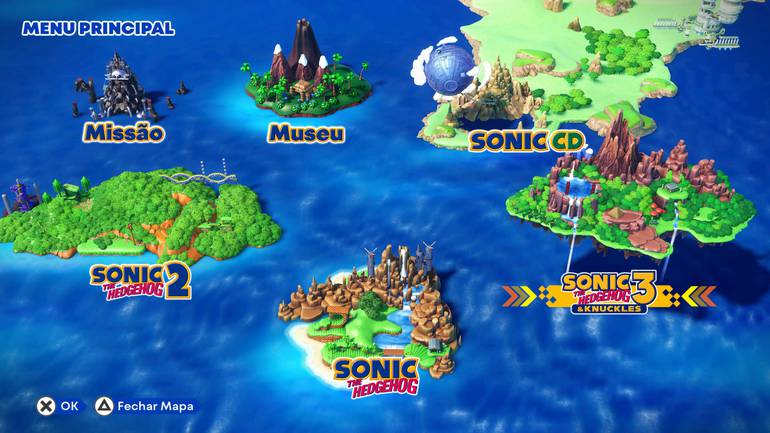 MENU PRINCIPAL
Missão
Museu
SONIC CD
SONIC
THE HEDGEHOG 2
SONIC
THE HEDGEHOG 3
& KNUCKLES
SONIC
THE HEDGEHOG
OK
Fechar Mapa